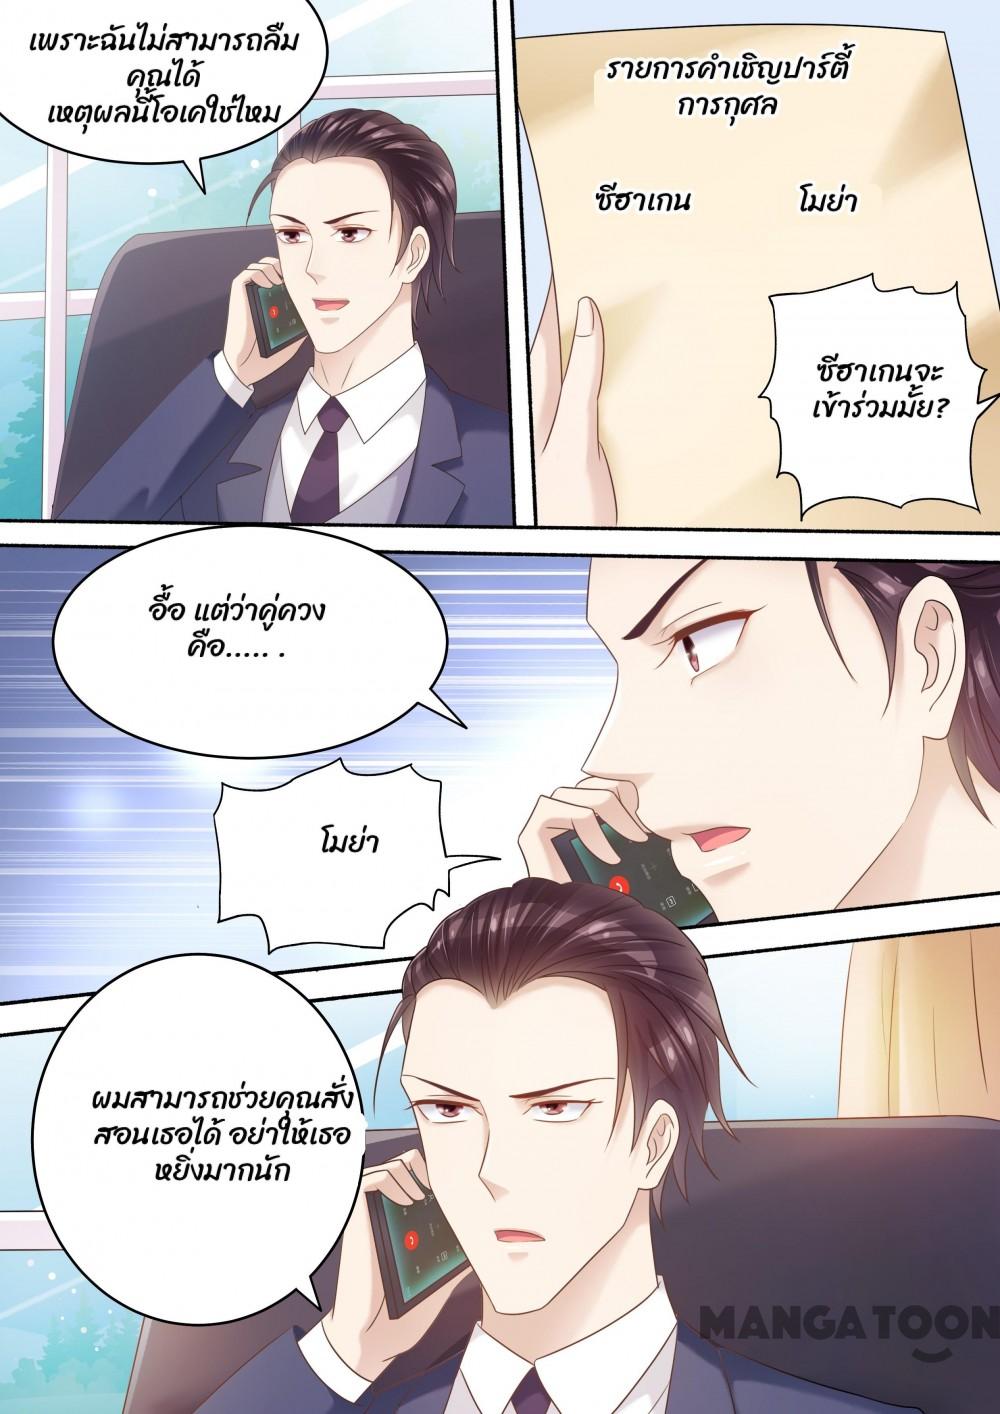 เพราะฉันไม่สามารถลืม
คุณได้
เหตุผลนี้โอเคใช่ไหม
รายการคำเชิญปาร์ตี้
การกุศล
ซีฮาเกน
โมย่า
ซีฮาเกนจะ
เข้าร่วมมั้ย?
อื้อ แต่ว่าคู่ควง
คือ..... .
โมย่า
ผมสามารถช่วยคุณสั่ง
สอนเธอได้ อย่าให้เธอ
หยิ่งมากนัก
MANGATOON